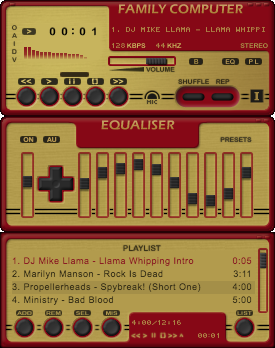 FAMILY COMPUTER
O
A
I
D
V
00:01
1. DJ MIKE LLAMA - LLAMA WHIPPI
128 KBPS 44 KHZ STEREO
VOLUME
B EQ PL
<< > O O >>
MIC
SHUFFLE REP
I
EQUALISER
ON AU PRESETS
PLAYLIST
1. DJ Mike Llama - Llama Whipping Intro 0:05
2. Marilyn Manson - Rock Is Dead 3:11
3. Propellerheads - Spybreak! (Short One) 4:00
4. Ministry - Bad Blood 5:00
ADD REM SEL MIS LIST
4:00/12:16
00:01